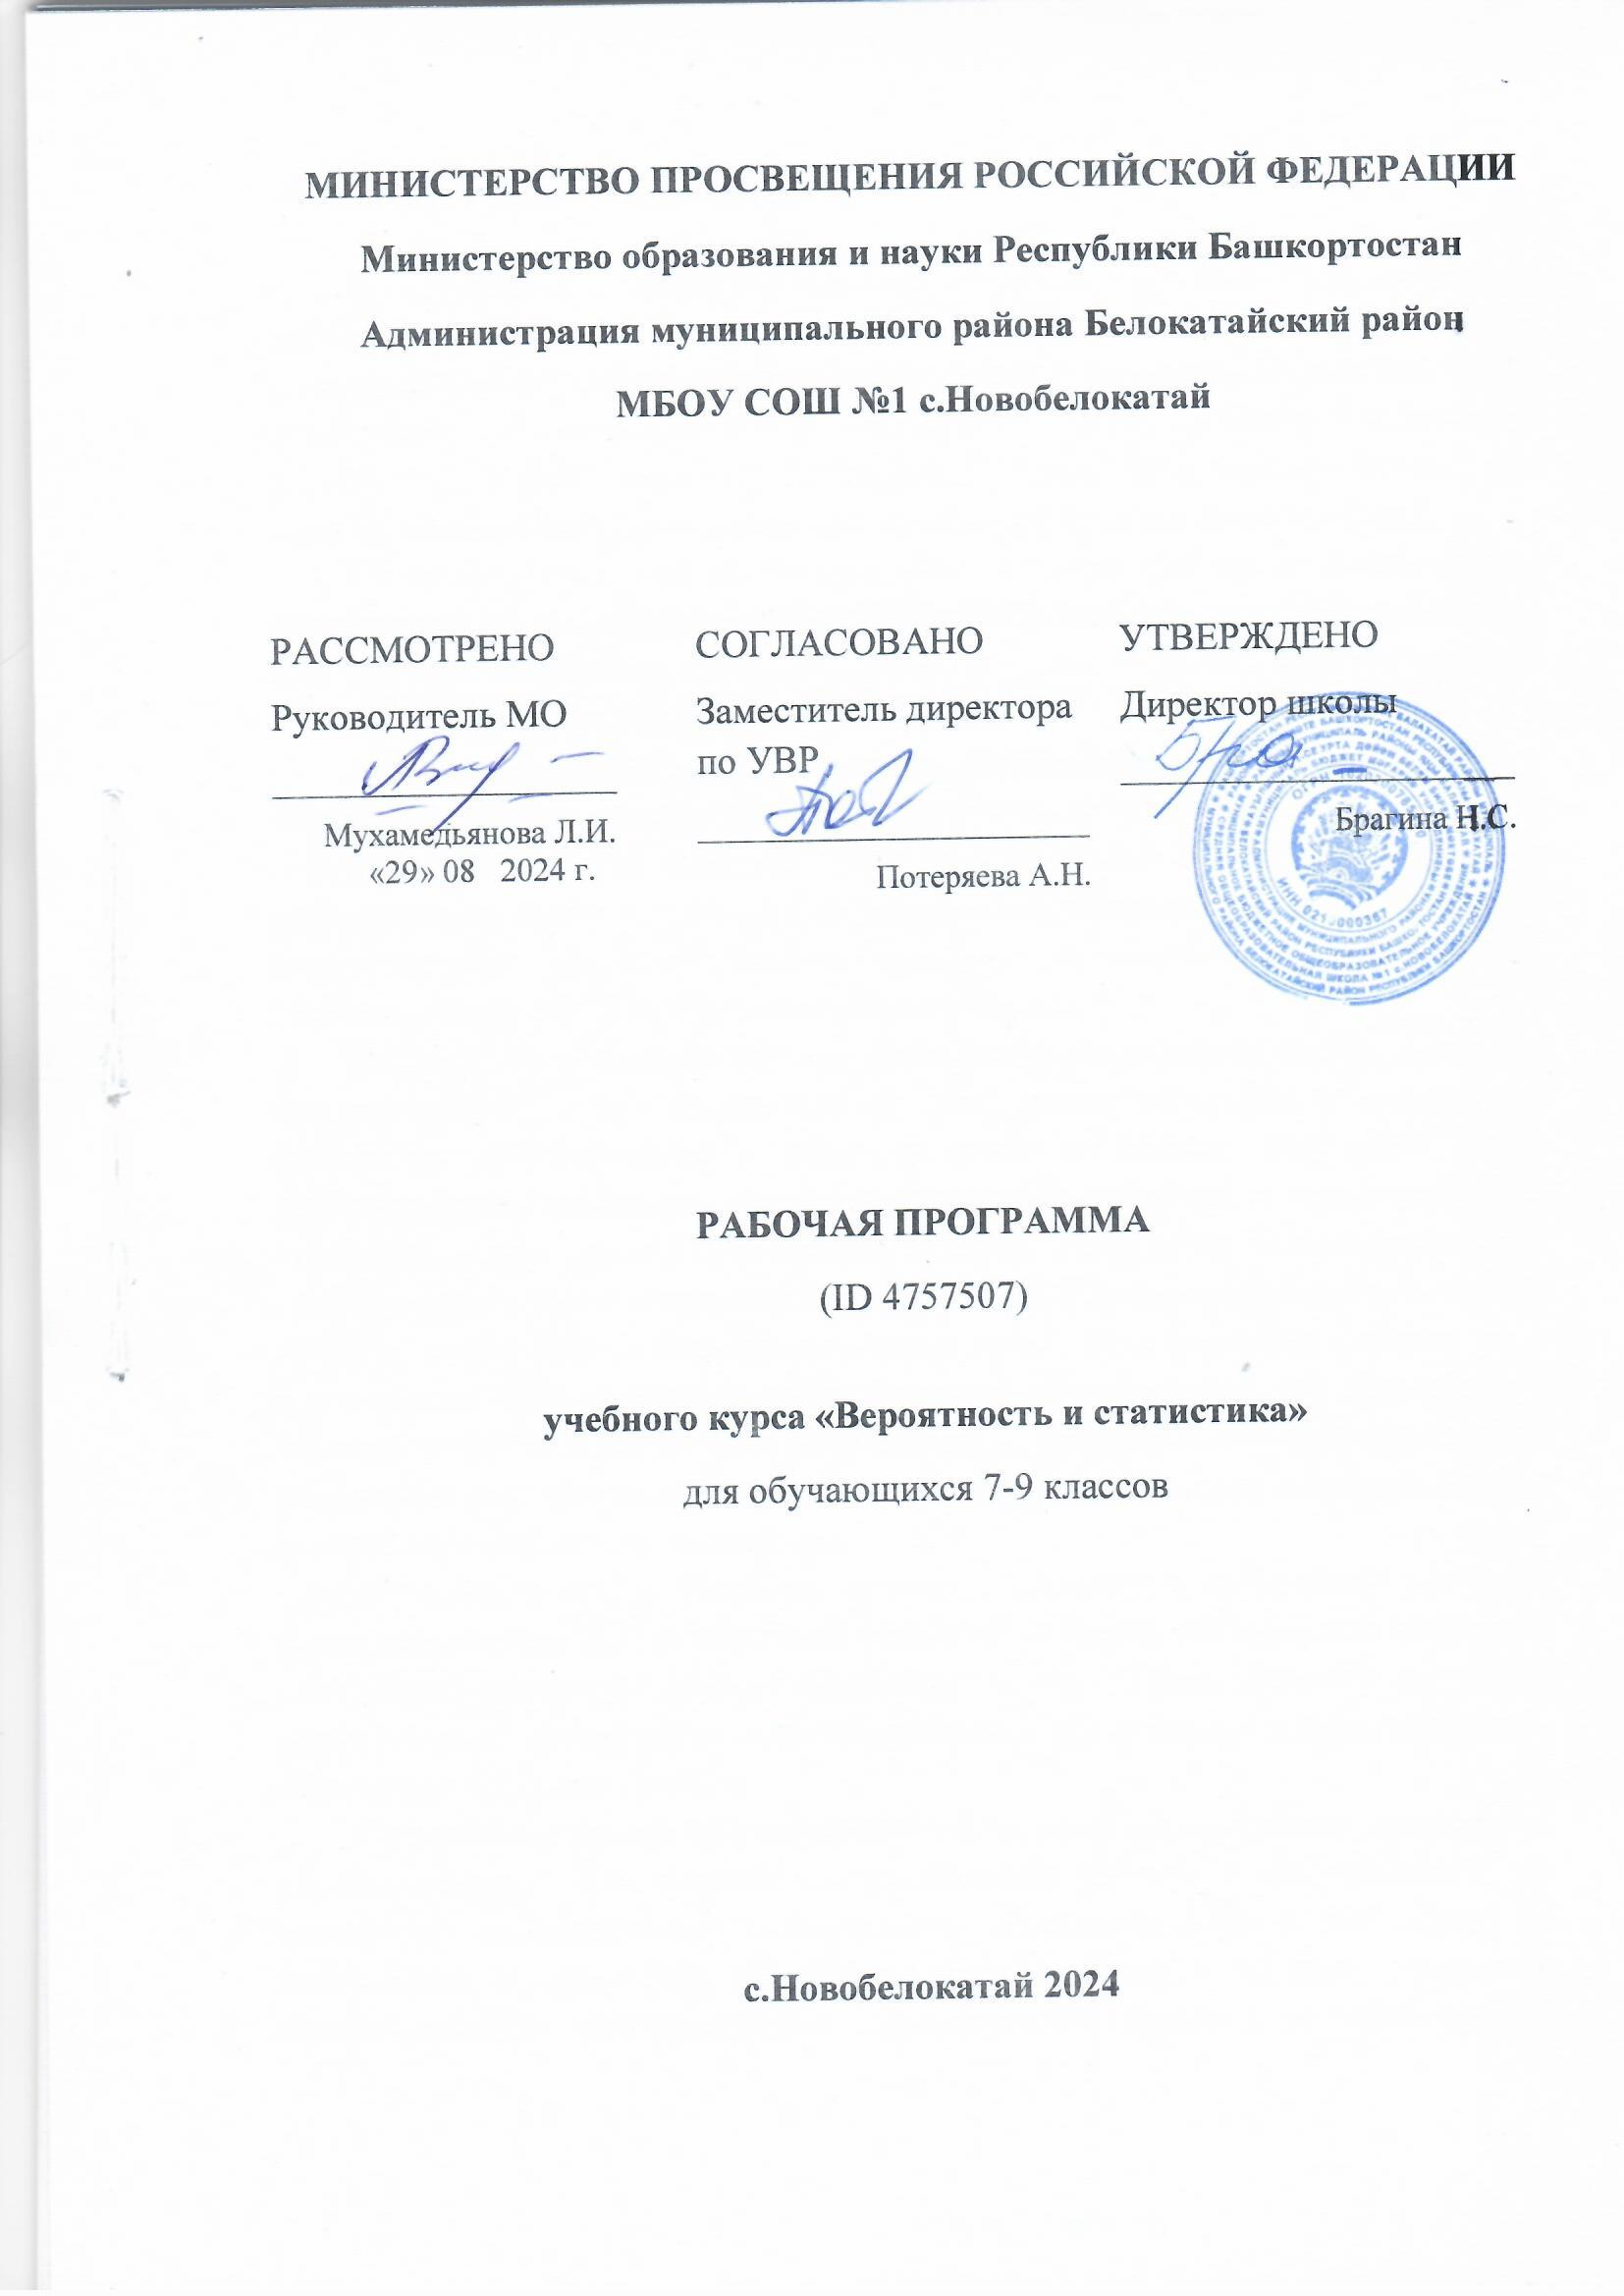 МИНИСТЕРСТВО ПРОСВЕЩЕНИЯ РОССИЙСКОЙ ФЕДЕРАЦИИ
Министерство образования и науки Республики Башкортостан
Администрация муниципального района Белокатайский район
МБОУ СОШ №1 с.Новобелокатай
РАССМОТРЕНО
Руководитель МО
Мухамедьянова Л.И.
«29» 08 2024 г.
СОГЛАСОВАНО
Заместитель директора
по УВР
Потеряева А.Н.
УТВЕРЖДЕНО
Директор школы
Брагина Н.С.
РАБОЧАЯ ПРОГРАММА
(ID 4757507)
учебного курса «Вероятность и статистика»
для обучающихся 7-9 классов
с.Новобелокатай 2024